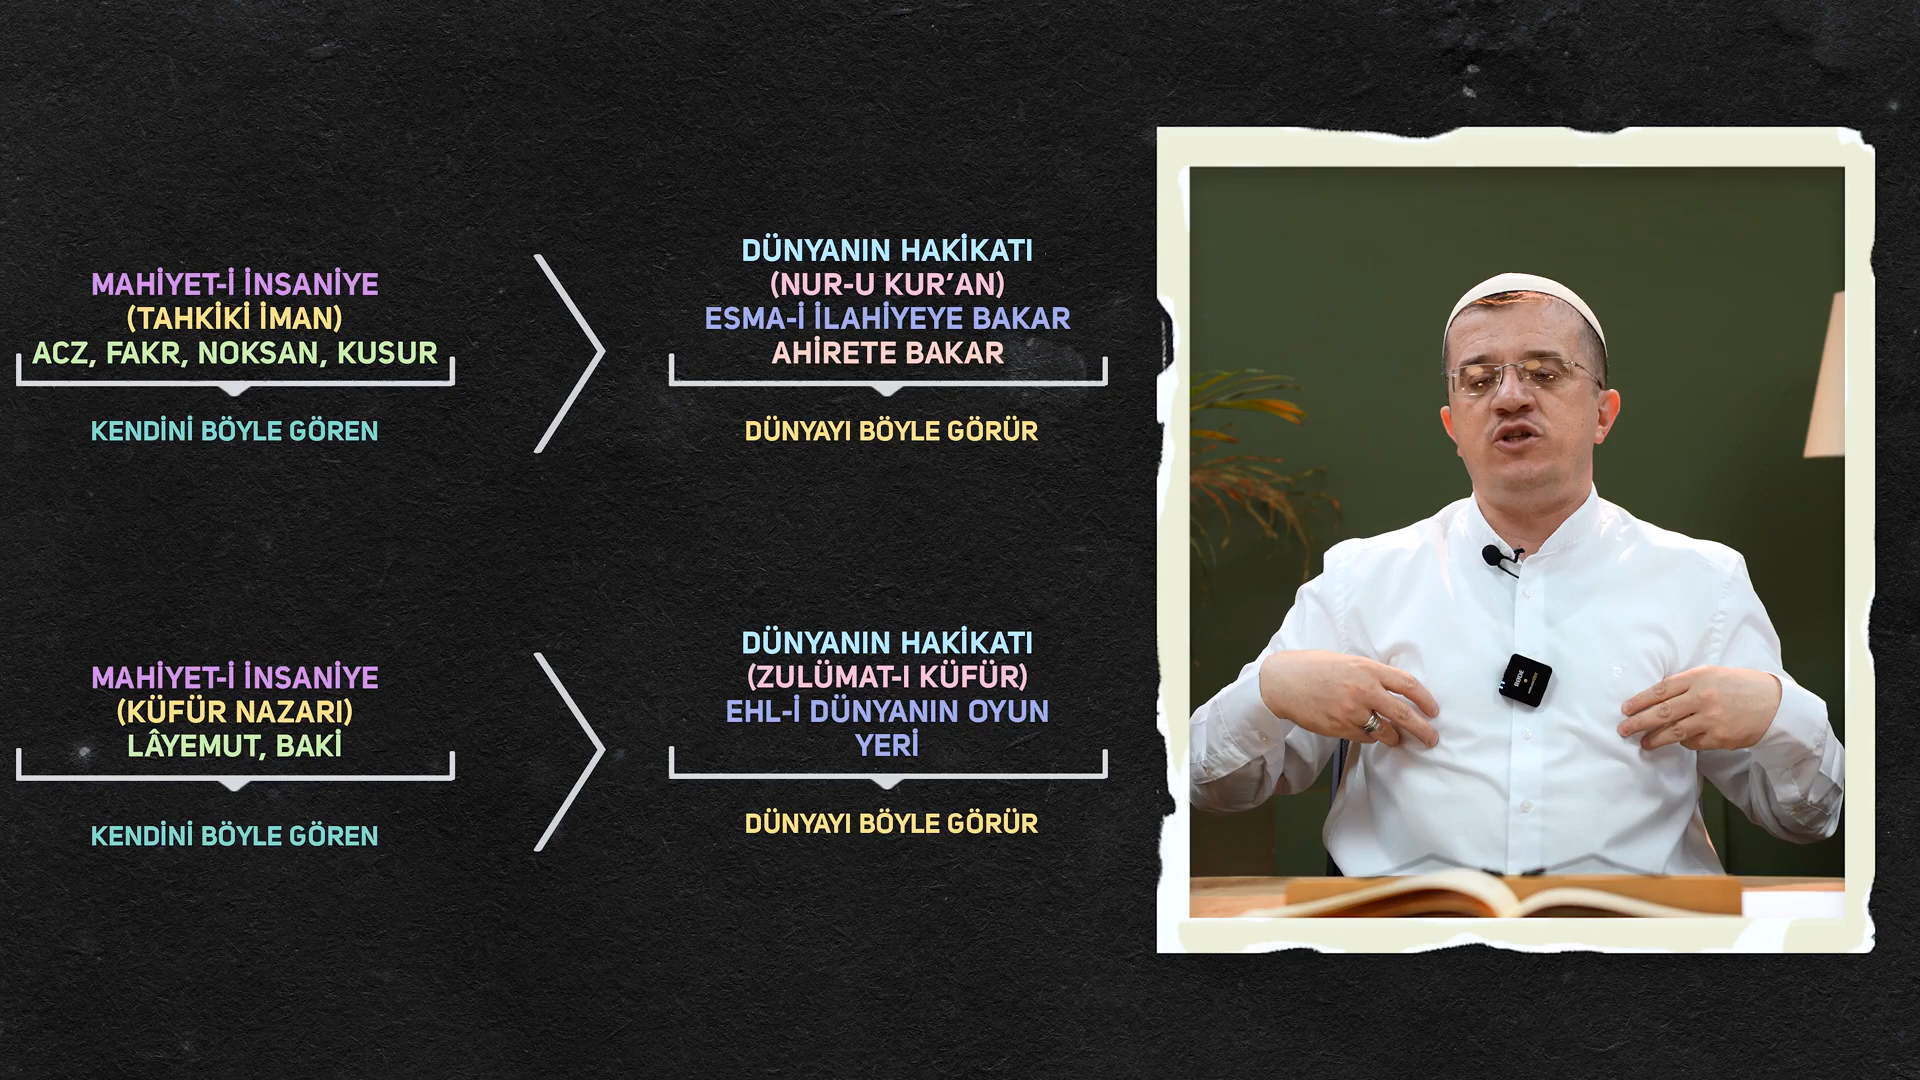 MAHİYET-İ İNSANİYE
(TAHKİKİ İMAN)
ACZ, FAKR, NOKSAN, KUSUR
KENDİNİ BÖYLE GÖREN
DÜNYANIN HAKİKATI
(NUR-U KUR’AN)
ESMA-İ İLAHİYEYE BAKAR
AHİRETE BAKAR
DÜNYAYI BÖYLE GÖRÜR
MAHİYET-İ İNSANİYE
(KÜFÜR NAZARI)
LÂYEMUT, BAKİ
KENDİNİ BÖYLE GÖREN
DÜNYANIN HAKİKATI
(ZULÜMAT-I KÜFÜR)
EHL-İ DÜNYANIN OYUN
YERİ
DÜNYAYI BÖYLE GÖRÜR
RØDE